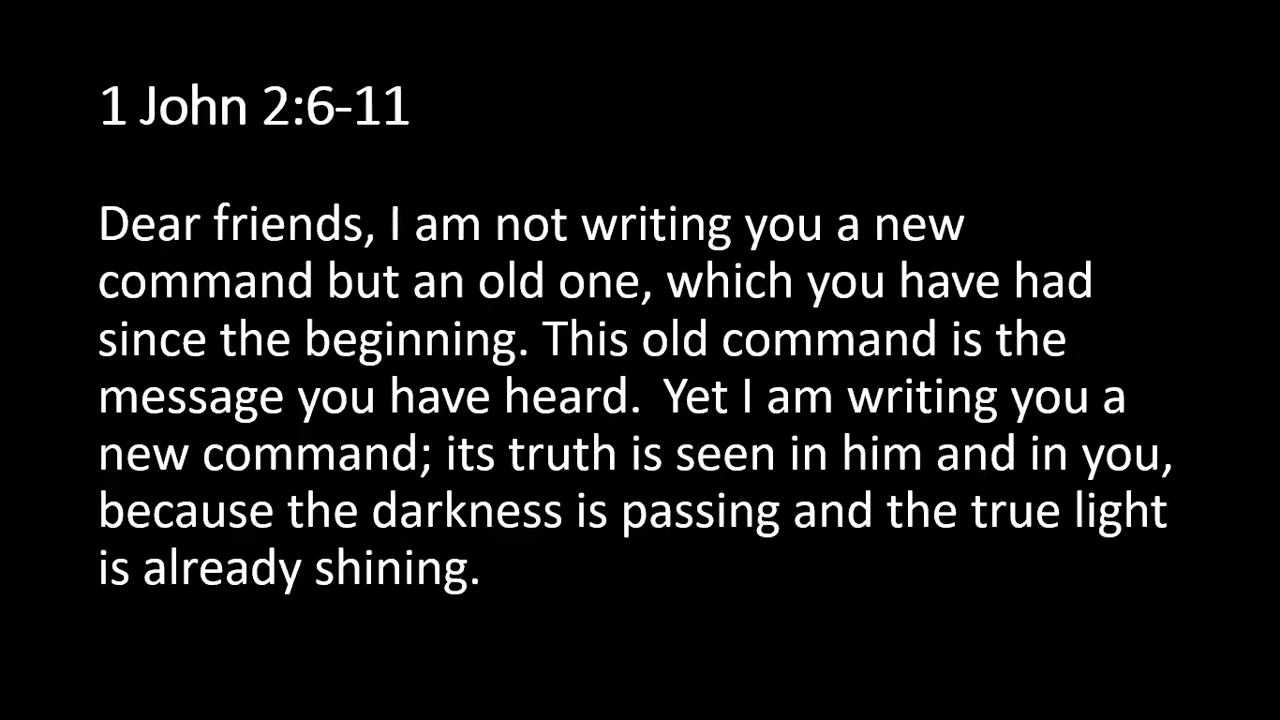 1 John 2:6-11
Dear friends, I am not writing you a new
command but an old one, which you have had
since the beginning. This old command is the
message you have heard.  Yet I am writing you a
new command; its truth is seen in him and in you,
because the darkness is passing and the true light
is already shining.